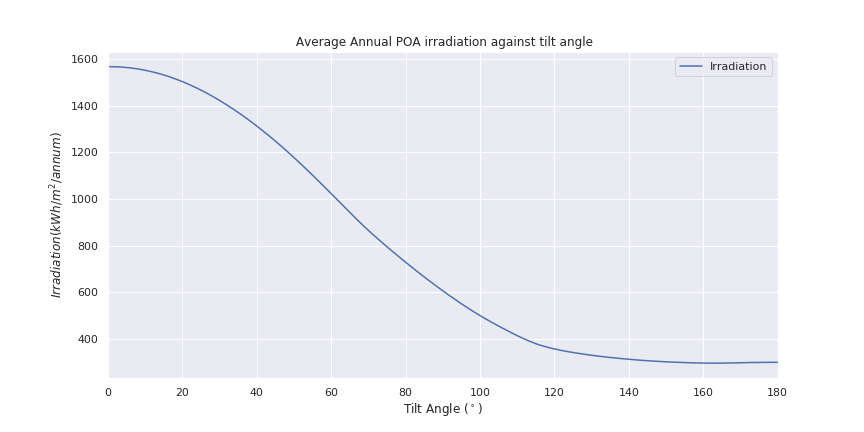 Average Annual POA irradiation against tilt angle
Irradiation
1600
1400
1200
1000
800
600
400
Irradiation(kWh/m²/annum)
0 20 40 60 80 100 120 140 160 180
Tilt Angle (°)